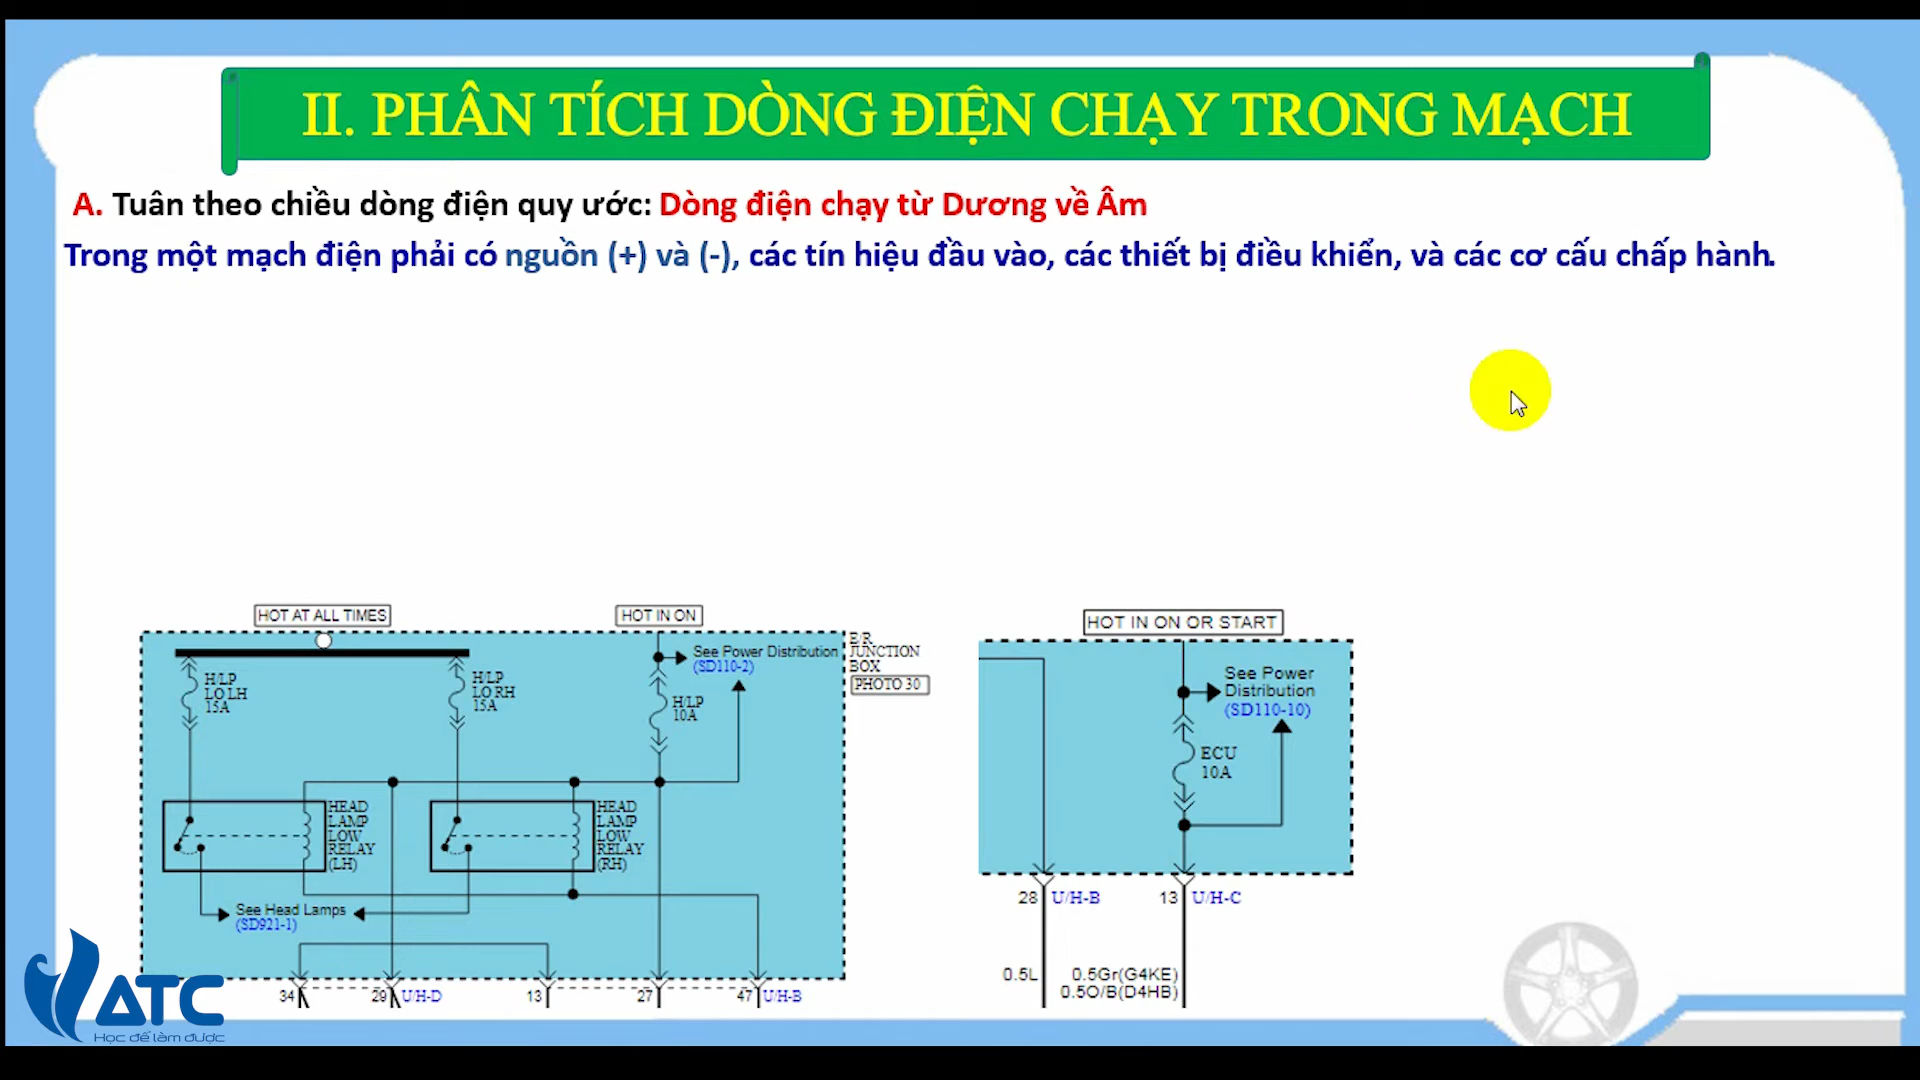 II. PHÂN TÍCH DÒNG ĐIỆN CHẠY TRONG MẠCH
A. Tuân theo chiều dòng điện quy ước: Dòng điện chạy từ Dương về Âm
Trong một mạch điện phải có nguồn (+) và (-), các tín hiệu đầu vào, các thiết bị điều khiển, và các cơ cấu chấp hành.
HOT AT ALL TIMES
HOT IN ON
H/LP
LO LH
15A
H/LP
LO RH
15A
See Power Distribution
(SD110-2)
H/LP
10A
E/R
JUNCTION
BOX
PHOTO 30
HEAD
LAMP
LOW
RELAY
(LH)
HEAD
LAMP
LOW
RELAY
(RH)
See Head Lamps
(SD921-1)
34
29
U/H-D
13
27
47
U/H-B
HOT IN ON OR START
See Power
Distribution
(SD110-10)
ECU
10A
28
U/H-B
13
U/H-C
0.5L
0.5Gr(G4KE)
0.5O/B(D4HB)
ATC
Học để làm được